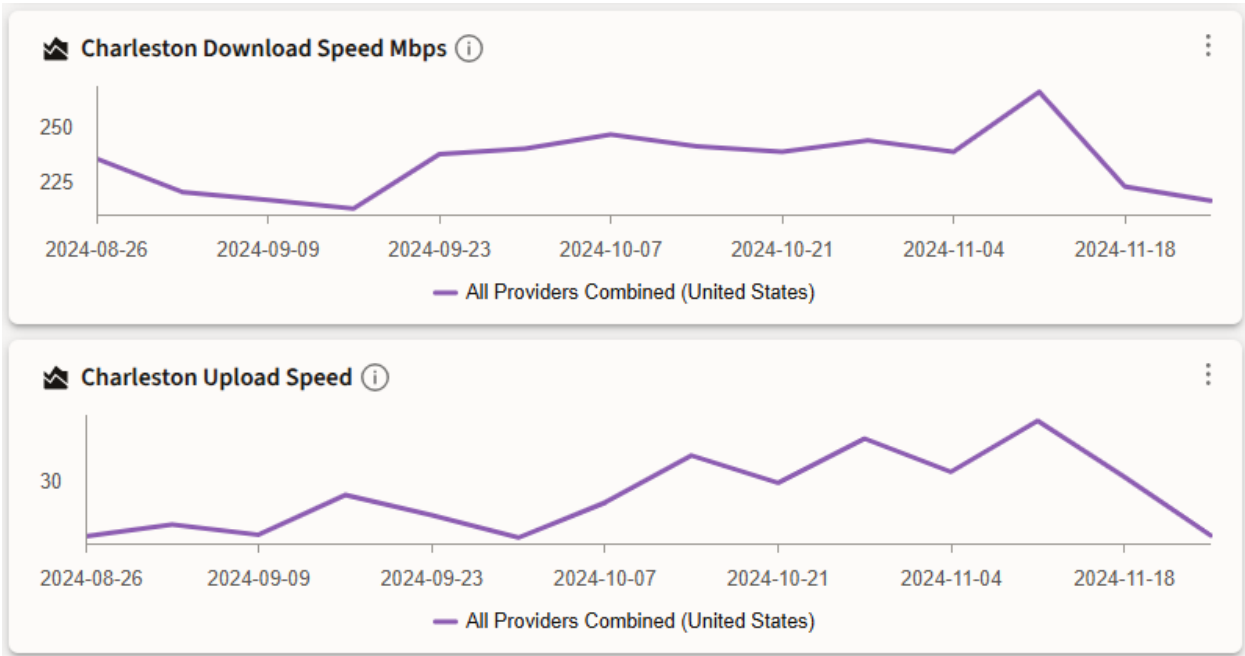 Charleston Download Speed Mbps
250
225
2024-08-26 2024-09-09 2024-09-23 2024-10-07 2024-10-21 2024-11-04 2024-11-18
All Providers Combined (United States)
Charleston Upload Speed
30
2024-08-26 2024-09-09 2024-09-23 2024-10-07 2024-10-21 2024-11-04 2024-11-18
All Providers Combined (United States)